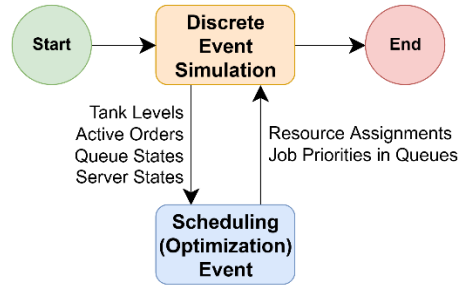 Start
Discrete
Event
Simulation
End
Tank Levels
Active Orders
Queue States
Server States
Resource Assignments
Job Priorities in Queues
Scheduling
(Optimization)
Event